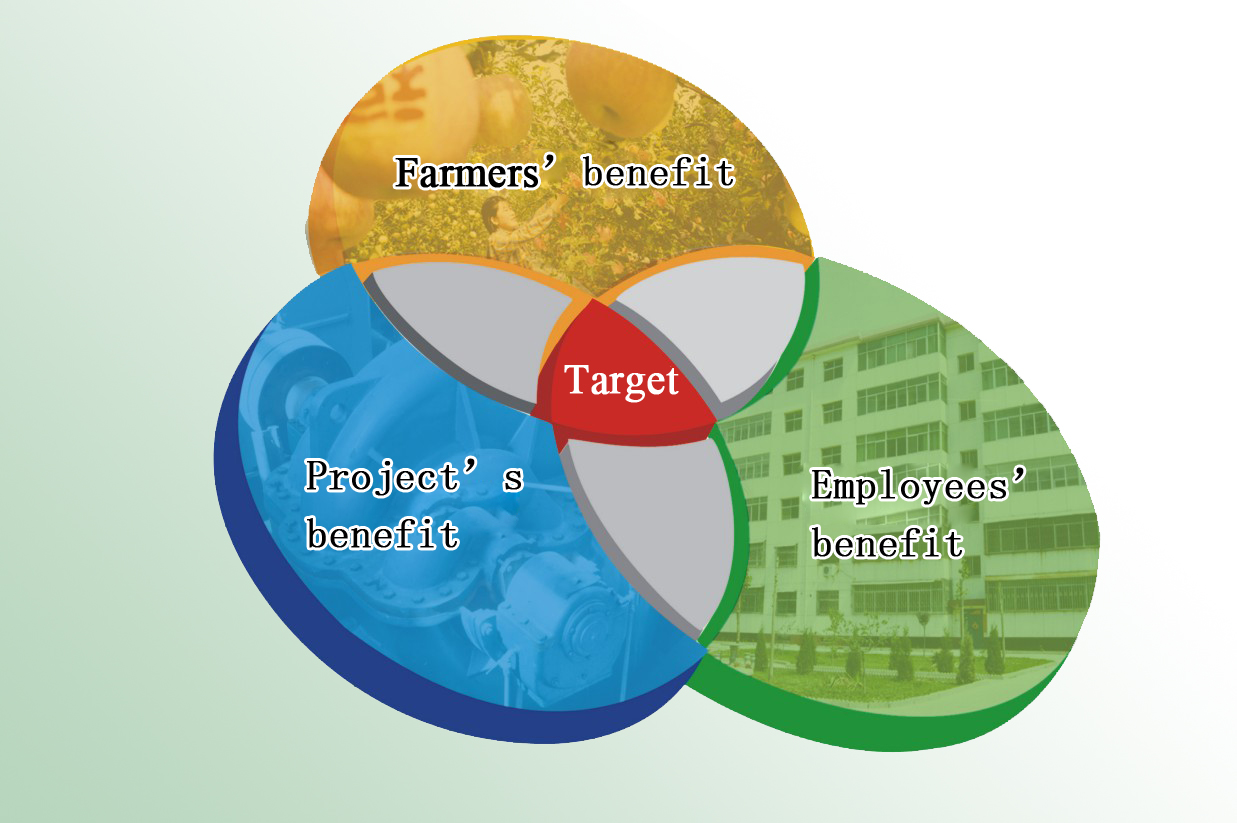 Farmers’ benefit
Target
Project’s
benefit
Employees’
benefit